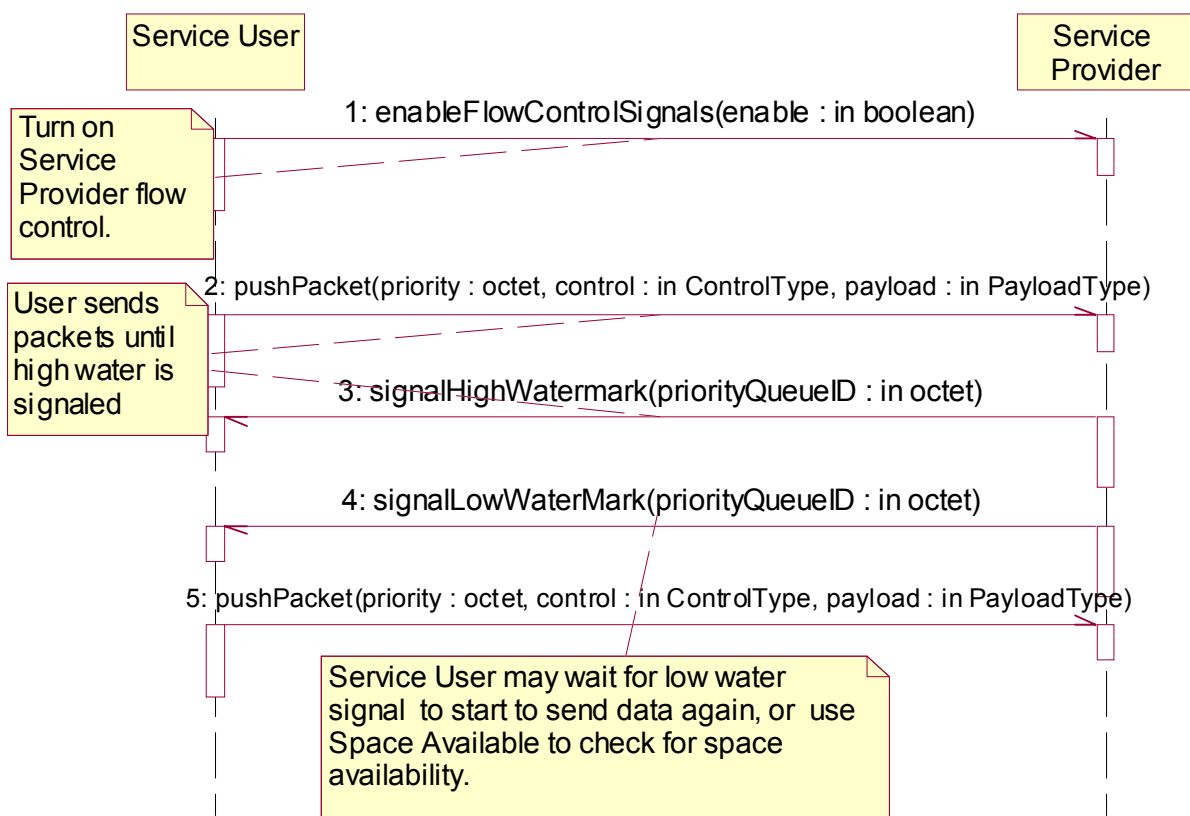 Service User
Service
Provider
1: enableFlowControlSignals(enable : in boolean)
Turn on
Service
Provider flow
control.
2: pushPacket(priority : octet, control : in ControlType, payload : in PayloadType)
User sends
packets until
high water is
signaled
3: signalHighWatermark(priorityQueueID : in octet)
4: signalLowWaterMark(priorityQueueID : in octet)
5: pushPacket(priority : octet, control : in ControlType, payload : in PayloadType)
Service User may wait for low water
signal to start to send data again, or use
Space Available to check for space
availability.